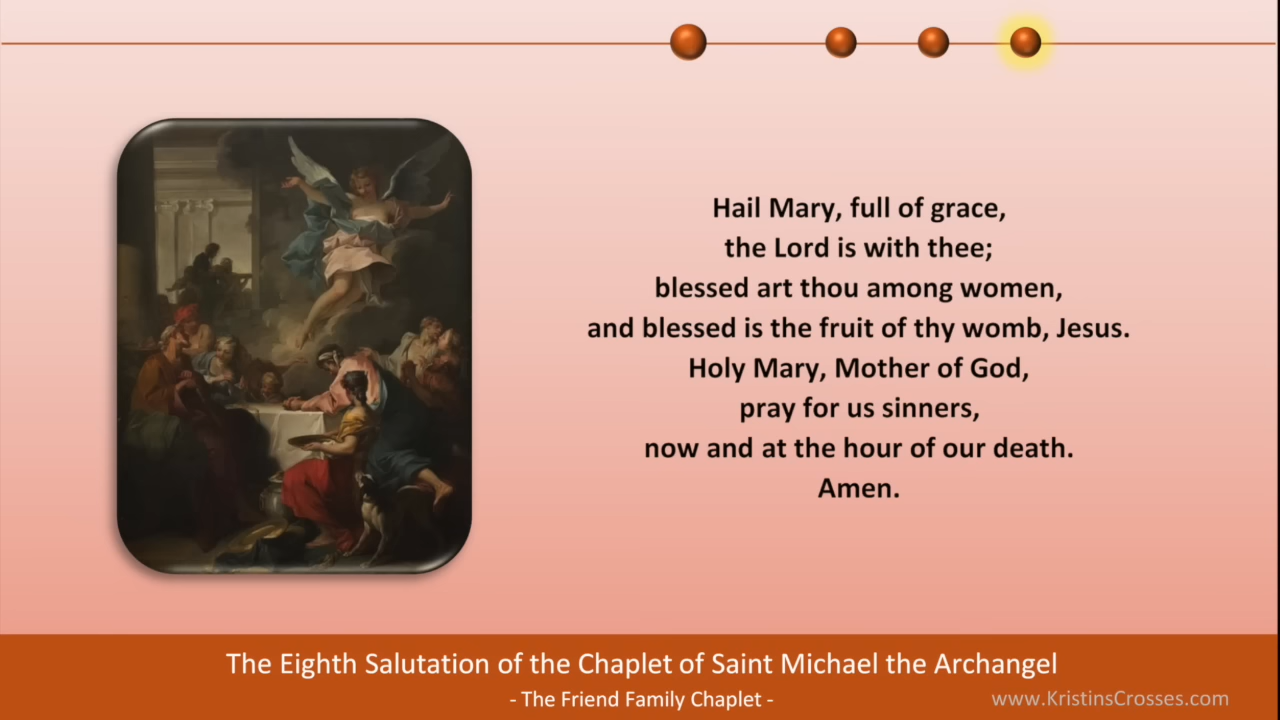 Hail Mary, full of grace,
the Lord is with thee;
blessed art thou among women,
and blessed is the fruit of thy womb, Jesus.
Holy Mary, Mother of God,
pray for us sinners,
now and at the hour of our death.
Amen.
The Eighth Salutation of the Chaplet of Saint Michael the Archangel
- The Friend Family Chaplet -
www.KristinsCrosses.com